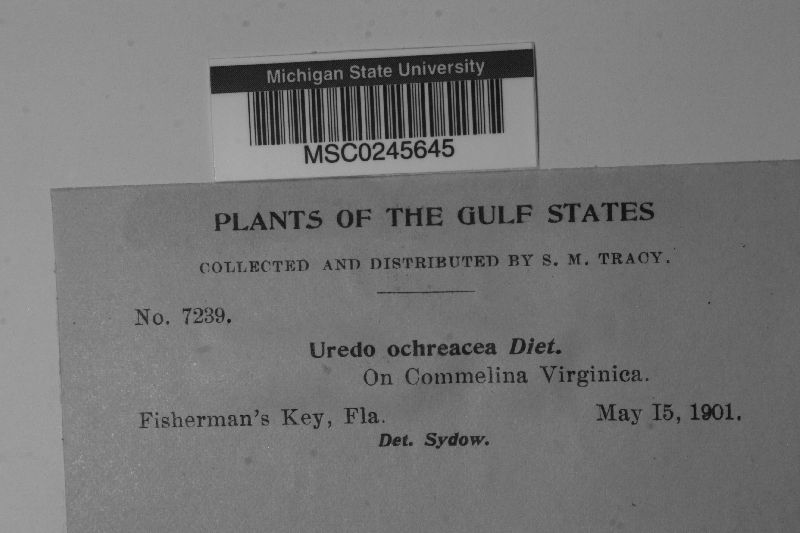 Michigan State University
MSC0245645
PLANTS OF THE GULF STATES
COLLECTED AND DISTRIBUTED BY S. M. TRACY.
No. 7239.
Uredo ochreacea Diet.
On Commelina Virginica.
Fisherman's Key, Fla. May 15, 1901.
Det. Sydow.